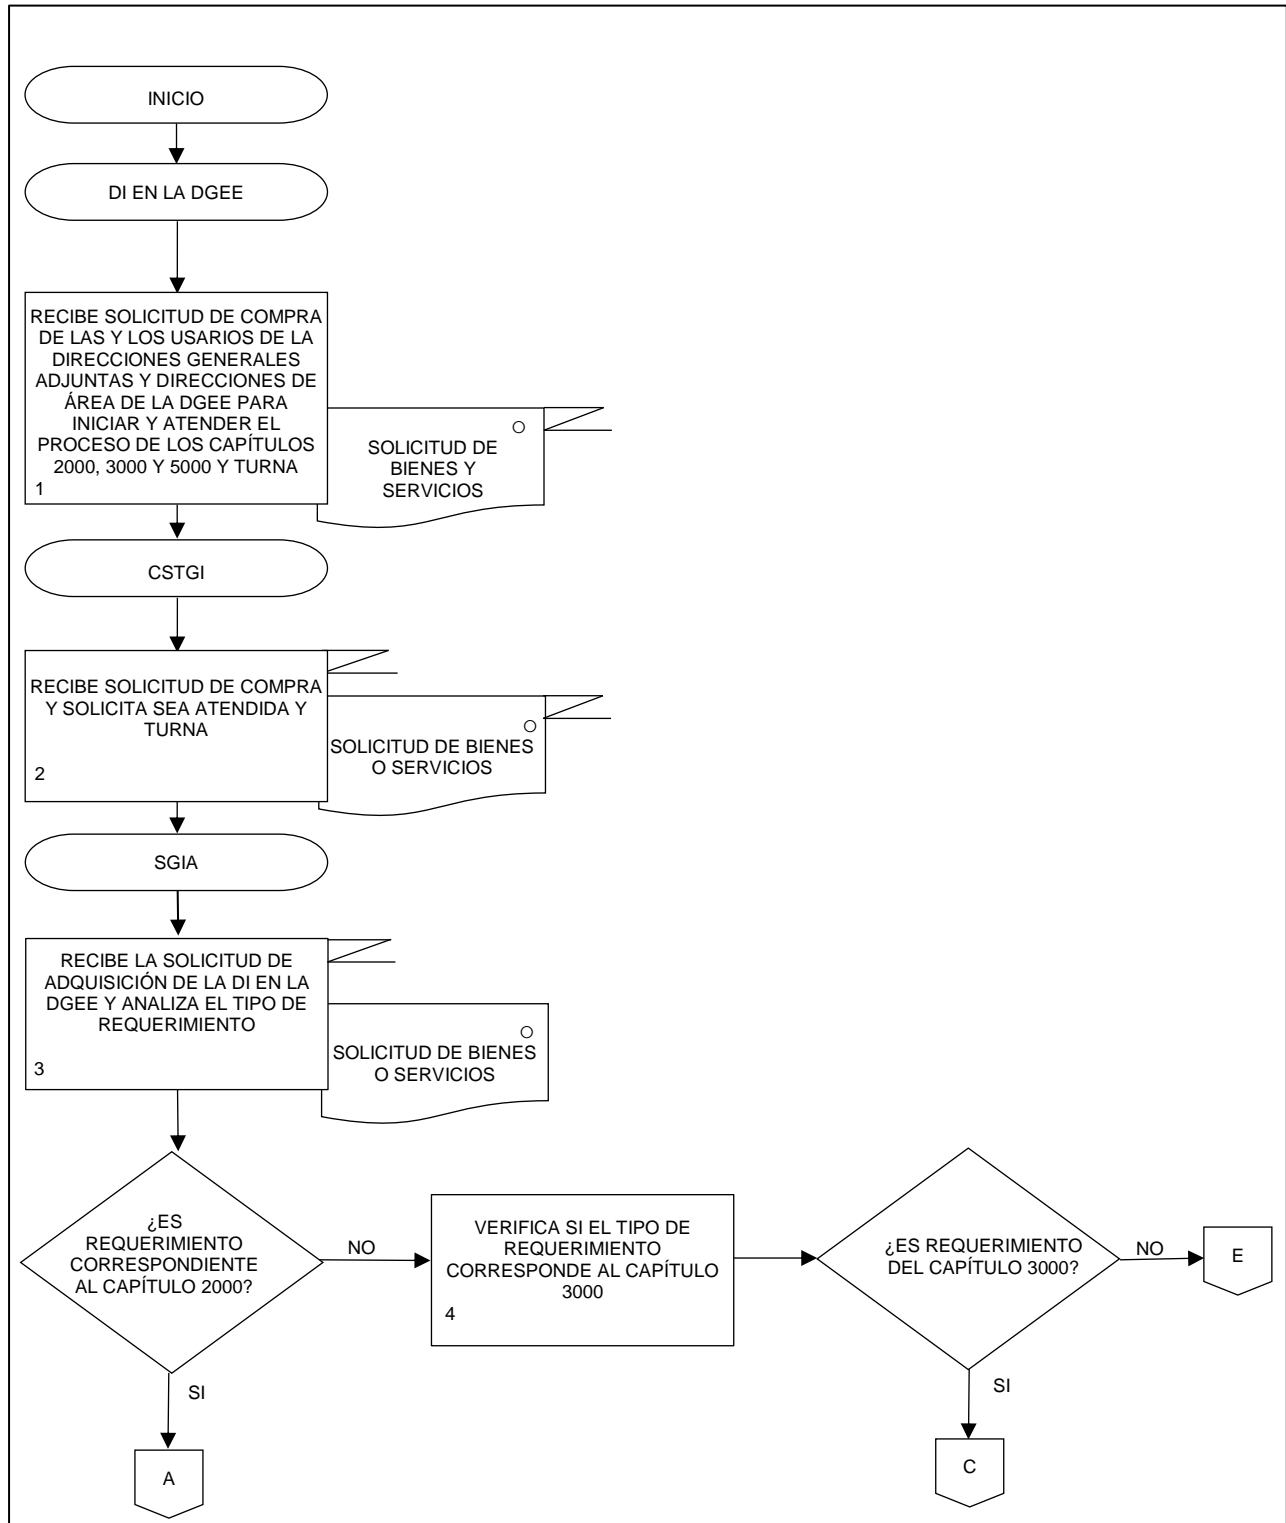 INICIO
DI EN LA DGEE
RECIBE SOLICITUD DE COMPRA
DE LAS Y LOS USARIOS DE LA
DIRECCIONES GENERALES
ADJUNTAS Y DIRECCIONES DE
ÁREA DE LA DGEE PARA
INICIAR Y ATENDER EL
PROCESO DE LOS CAPÍTULOS
2000, 3000 Y 5000 Y TURNA
1
O
SOLICITUD DE
BIENES Y
SERVICIOS
CSTGI
RECIBE SOLICITUD DE COMPRA
Y SOLICITA SEA ATENDIDA Y
TURNA
2
O
SOLICITUD DE BIENES
O SERVICIOS
SGIA
RECIBE LA SOLICITUD DE
ADQUISICIÓN DE LA DI EN LA
DGEE Y ANALIZA EL TIPO DE
REQUERIMIENTO
3
O
SOLICITUD DE BIENES
O SERVICIOS
¿ES
REQUERIMIENTO
CORRESPONDIENTE
AL CAPÍTULO 2000?
NO
SI
A
VERIFICA SI EL TIPO DE
REQUERIMIENTO
CORRESPONDE AL CAPÍTULO
3000
4
¿ES REQUERIMIENTO
DEL CAPÍTULO 3000?
NO
E
SI
C